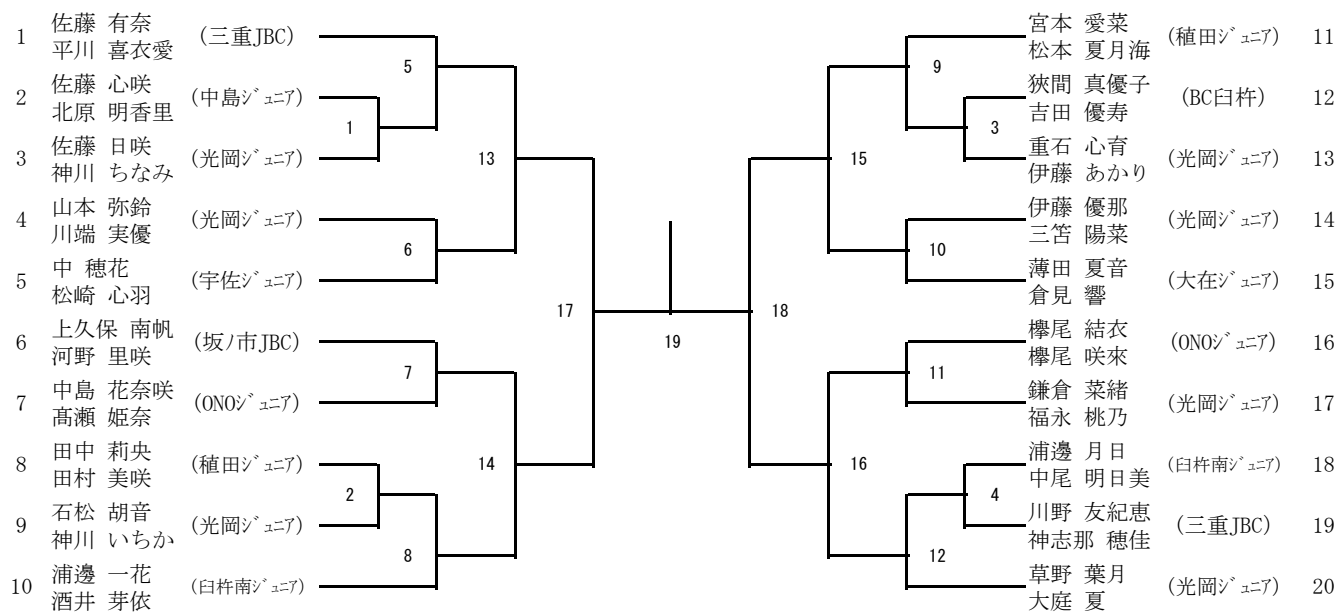 1 佐藤 有奈 (三重JBC)
平川 喜衣愛
2 佐藤 心咲 (中島ジュニア)
北原 明香里
3 佐藤 日咲 (光岡ジュニア)
神川 ちなみ
4 山本 弥鈴 (光岡ジュニア)
川端 実優
5 中 穂花 (宇佐ジュニア)
松崎 心羽
6 上久保 南帆 (坂ノ市JBC)
河野 里咲
7 中島 花奈咲 (ONOジュニア)
髙瀬 姫奈
8 田中 莉央 (稙田ジュニア)
田村 美咲
9 石松 胡音 (光岡ジュニア)
神川 いちか
10 浦邊 一花 (臼杵南ジュニア)
酒井 芽依
5
1
13
6
17
7
14
2
8
19
宮本 愛菜 (稙田ジュニア) 11
松本 夏月海
狹間 真優子 (BC臼杵) 12
吉田 優寿
重石 心育 (光岡ジュニア) 13
伊藤 あかり
伊藤 優那 (光岡ジュニア) 14
三笘 陽菜
薄田 夏音 (大在ジュニア) 15
倉見 響
欅尾 結衣 (ONOジュニア) 16
欅尾 咲來
鎌倉 菜緒 (光岡ジュニア) 17
福永 桃乃
浦邊 月日 (臼杵南ジュニア) 18
中尾 明日美
川野 友紀恵 (三重JBC) 19
神志那 穂佳
草野 葉月 (光岡ジュニア) 20
大庭 夏
9
3
15
10
18
11
16
4
12